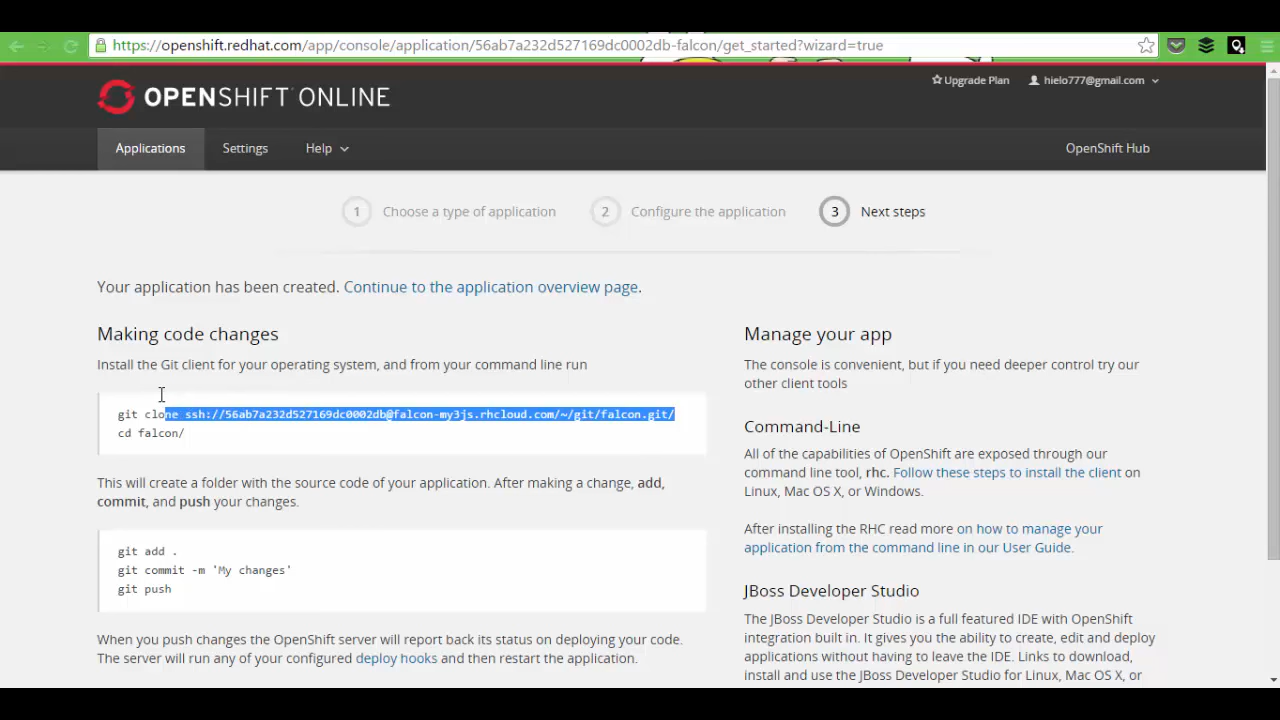 https://openshift.redhat.com/app/console/application/56ab7a232d527169dc0002db-falcon/get_started?wizard=true
OPENSHIFT ONLINE
Upgrade Plan
hielo777@gmail.com
Applications
Settings
Help
OpenShift Hub
1 Choose a type of application
2 Configure the application
3 Next steps
Your application has been created. Continue to the application overview page.
Making code changes
Install the Git client for your operating system, and from your command line run
git clone ssh://56ab7a232d527169dc0002db@falcon-my3js.rhcloud.com/~/git/falcon.git/
cd falcon/
This will create a folder with the source code of your application. After making a change, add,
commit, and push your changes.
git add .
git commit -m 'My changes'
git push
When you push changes the OpenShift server will report back its status on deploying your code.
The server will run any of your configured deploy hooks and then restart the application.
Manage your app
The console is convenient, but if you need deeper control try our
other client tools
Command-Line
All of the capabilities of OpenShift are exposed through our
command line tool, rhc. Follow these steps to install the client on
Linux, Mac OS X, or Windows.
After installing the RHC read more on how to manage your
application from the command line in our User Guide.
JBoss Developer Studio
The JBoss Developer Studio is a full featured IDE with OpenShift
integration built in. It gives you the ability to create, edit and deploy
applications without having to leave the IDE. Links to download,
install and use the JBoss Developer Studio for Linux, Mac OS X, or